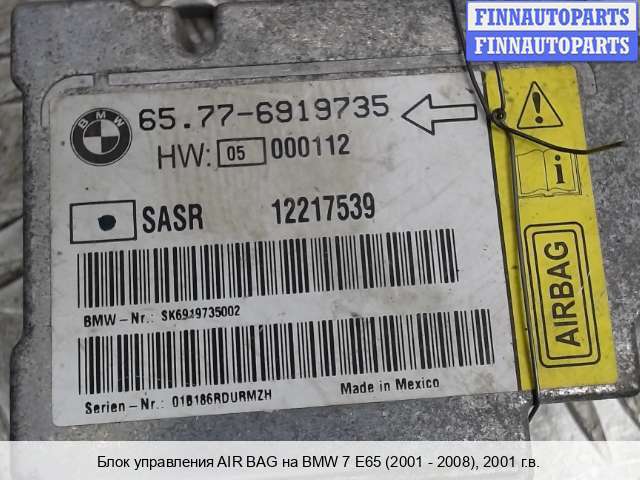 FINNAUTOPARTS
FINNAUTOPARTS
BMW
65.77-6919735
HW: 05 000112
SASR 12217539
AIRBAG
BMW-Nr.: SK6919735002
Serien-Nr.: 01B186RDURMZH Made in Mexico
Блок управления AIR BAG на BMW 7 E65 (2001 - 2008), 2001 г.в.